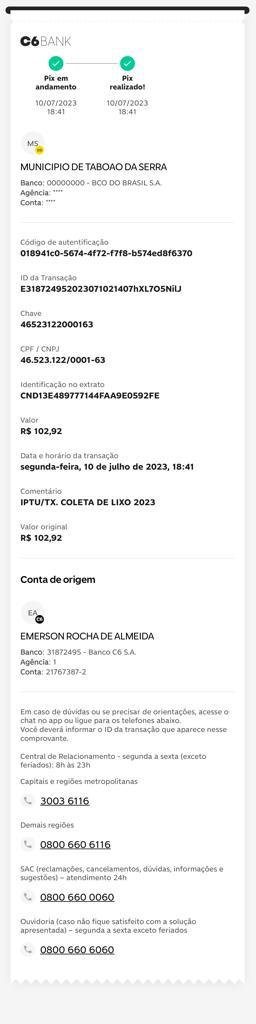 C6BANK
Pix em
andamento
Pix
realizado!
10/07/2023
18:41
10/07/2023
18:41
MS
MUNICIPIO DE TABOAO DA SERRA
Banco: 00000000 - BCO DO BRASIL S.A.
Agência: ****
Conta: ****
Código de autentificação
018941c0-5674-4f72-f7f8-b574ed8f6370
ID da Transação
E31872495202307102140​7hXL7O5NiIJ
Chave
46523122000163
CPF / CNPJ
46.523.122/0001-63
Identificação no extrato
CND13E489777144FAA9E0592FE
Valor
R$ 102,92
Data e horário da transação
segunda-feira, 10 de julho de 2023, 18:41
Comentário
IPTU/TX. COLETA DE LIXO 2023
Valor original
R$ 102,92
Conta de origem
EA
EMERSON ROCHA DE ALMEIDA
Banco: 31872495 - Banco C6 S.A.
Agência: 1
Conta: 21767387-2
Em caso de dúvidas ou se precisar de orientações, acesse o
chat no app ou ligue para os telefones abaixo.
Você deverá informar o ID da transação que aparece nesse
comprovante.
Central de Relacionamento - segunda a sexta (exceto
feriados): 8h às 23h
Capitais e regiões metropolitanas
3003 6116
Demais regiões
0800 660 6116
SAC (reclamações, cancelamentos, dúvidas, informações e
sugestões) – atendimento 24h
0800 660 0060
Ouvidoria (caso não fique satisfeito com a solução
apresentada) – segunda a sexta exceto feriados
0800 660 6060